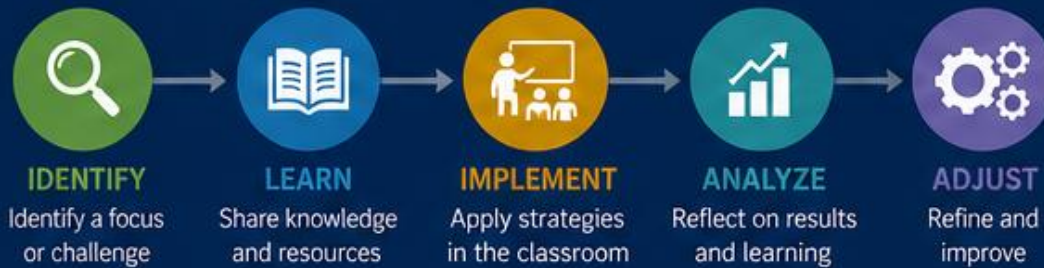 IDENTIFY
Identify a focus
or challenge
LEARN
Share knowledge
and resources
IMPLEMENT
Apply strategies
in the classroom
ANALYZE
Reflect on results
and learning
ADJUST
Refine and
improve